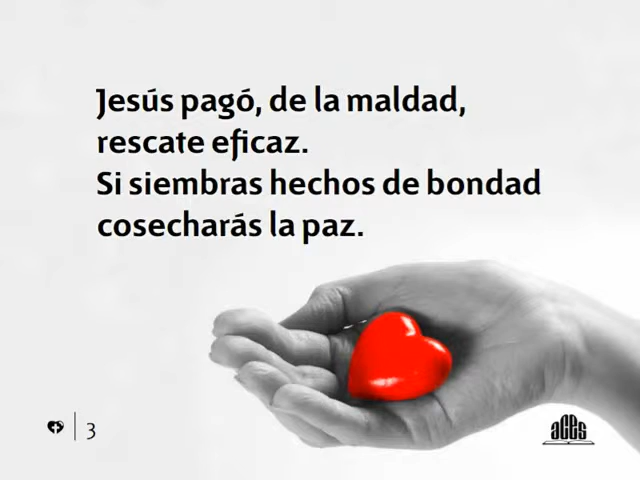 Jesús pagó, de la maldad,
rescate eficaz.
Si siembras hechos de bondad
cosecharás la paz.
3
aces